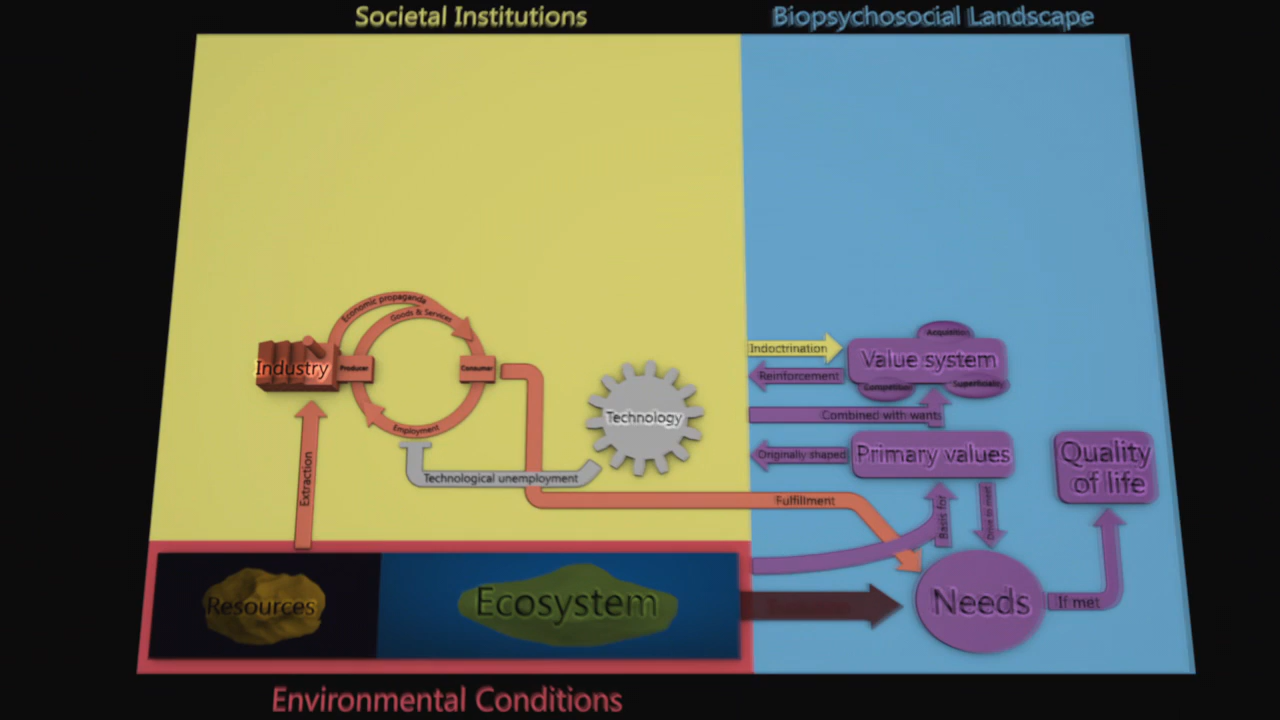 Societal Institutions
Biopsychosocial Landscape
Economic propaganda
Goods & Services
Industry
Producer
Consumer
Employment
Technology
Technological unemployment
Extraction
Indoctrination
Reinforcement
Acquisition
Value system
Competition
Superficiality
Combined with wants
Originally shaped
Primary values
Quality
of life
Fulfillment
Basis for
Drive to meet
Resources
Ecosystem
Needs
If met
Environmental Conditions